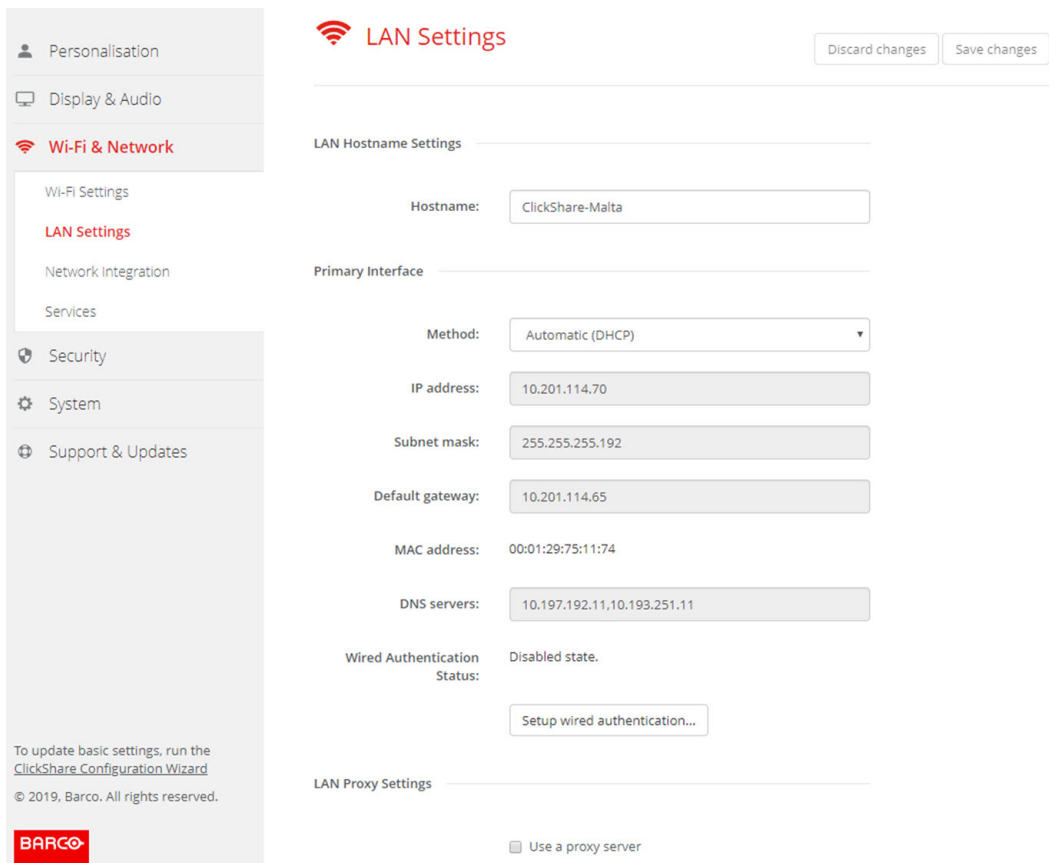 Personalisation
Display & Audio
Wi-Fi & Network
Wi-Fi Settings
LAN Settings
Network Integration
Services
Security
System
Support & Updates
To update basic settings, run the
ClickShare Configuration Wizard
© 2019, Barco. All rights reserved.
BARCO
LAN Settings
Discard changes
Save changes
LAN Hostname Settings
Hostname: ClickShare-Malta
Primary Interface
Method: Automatic (DHCP)
IP address: 10.201.114.70
Subnet mask: 255.255.255.192
Default gateway: 10.201.114.65
MAC address: 00:01:29:75:11:74
DNS servers: 10.197.192.11,10.193.251.11
Wired Authentication Disabled state.
Status:
Setup wired authentication...
LAN Proxy Settings
Use a proxy server